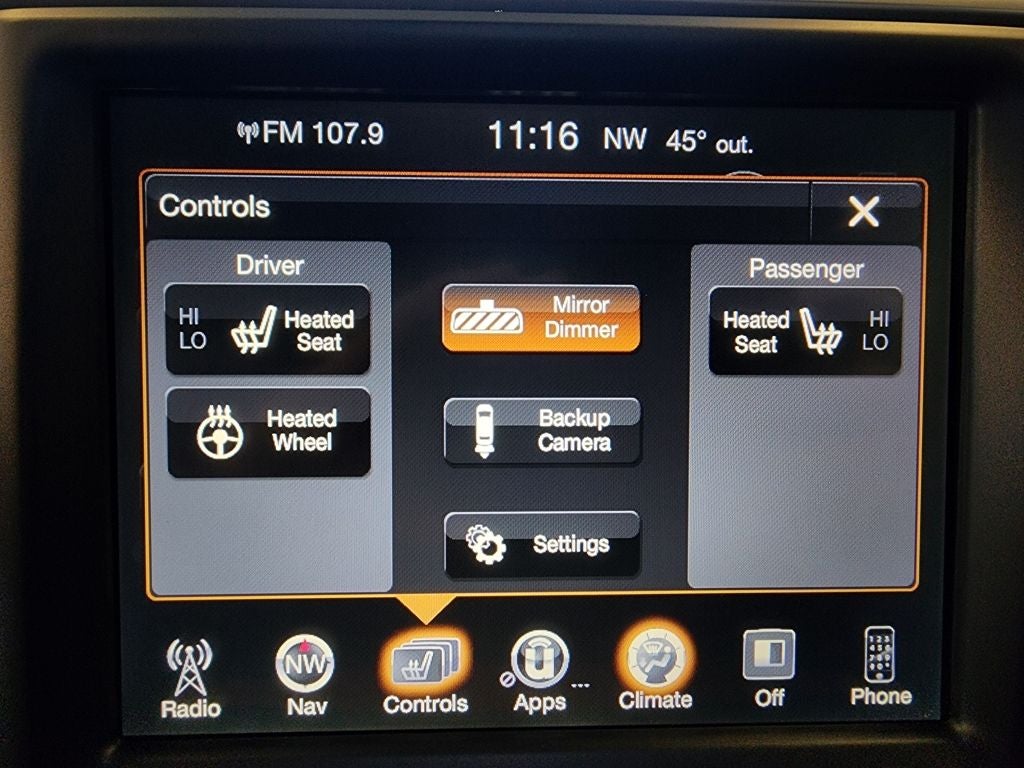 FM 107.9 11:16 NW 45° out.
Controls X
Driver
HI
LO
Heated
Seat
Heated
Wheel
Mirror
Dimmer
Backup
Camera
Settings
Passenger
Heated
Seat
HI
LO
Radio
NW
Nav
Controls
u
Apps
...
Climate
Off
Phone